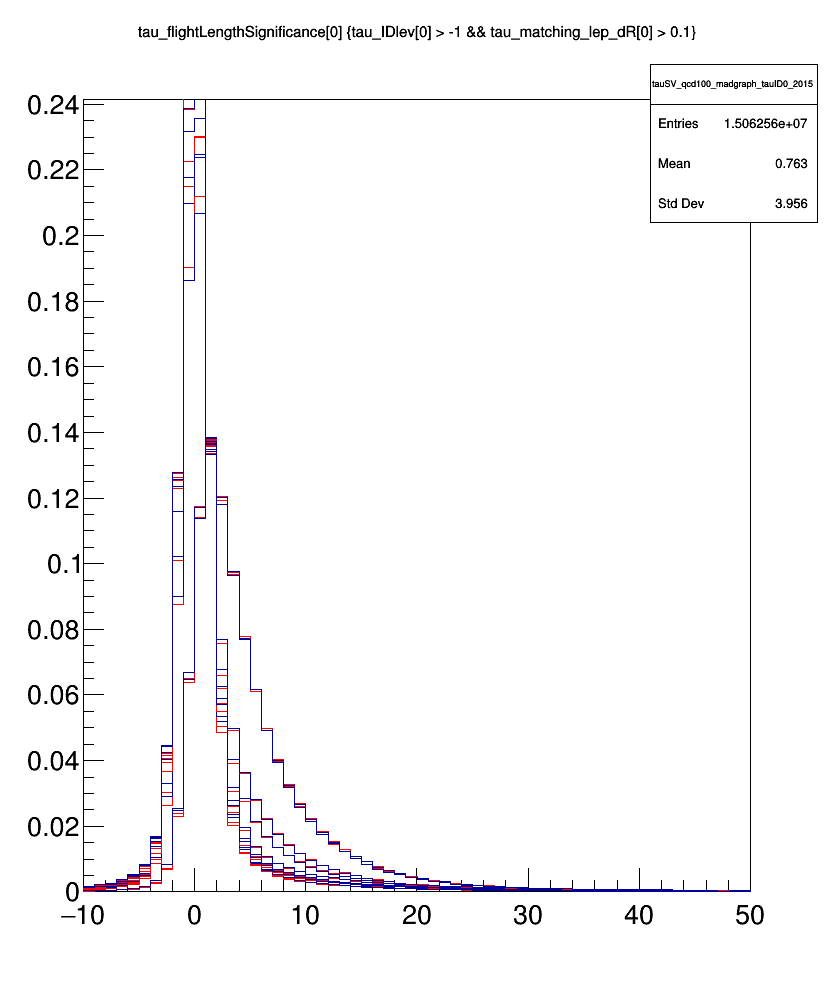 tau_flightLengthSignificance[0] {tau_IDlev[0] > -1 && tau_matching_lep_dR[0] > 0.1}
tauSV_qcd100_madgraph_tauID0_2015
Entries 1.506256e+07
Mean 0.763
Std Dev 3.956
0.24
0.22
0.2
0.18
0.16
0.14
0.12
0.1
0.08
0.06
0.04
0.02
0
−10 0 10 20 30 40 50